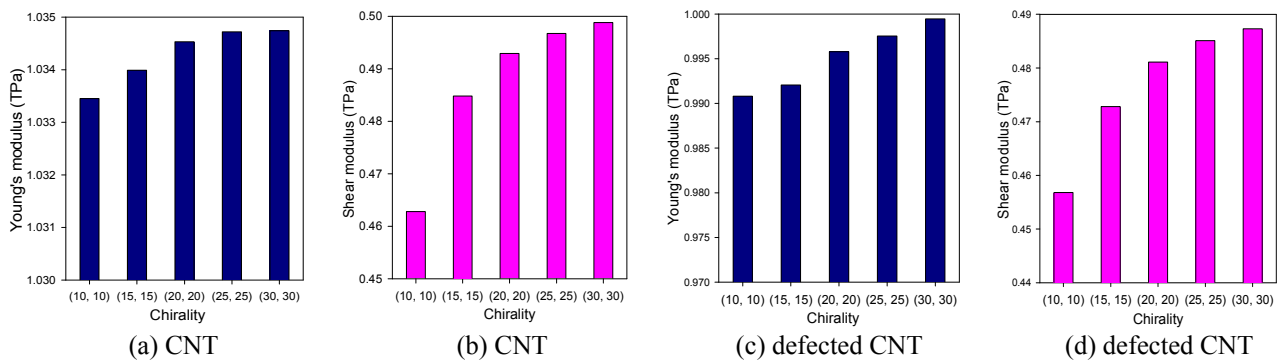 Young's modulus (TPa)
1.035
1.034
1.033
1.032
1.031
1.030
(10, 10) (15, 15) (20, 20) (25, 25) (30, 30)
Chirality
(a) CNT
Shear modulus (TPa)
0.50
0.49
0.48
0.47
0.46
0.45
(10, 10) (15, 15) (20, 20) (25, 25) (30, 30)
Chirality
(b) CNT
Young's modulus (TPa)
1.000
0.995
0.990
0.985
0.980
0.975
0.970
(10, 10) (15, 15) (20, 20) (25, 25) (30, 30)
Chirality
(c) defected CNT
Shear modulus (TPa)
0.49
0.48
0.47
0.46
0.45
0.44
(10, 10) (15, 15) (20, 20) (25, 25) (30, 30)
Chirality
(d) defected CNT